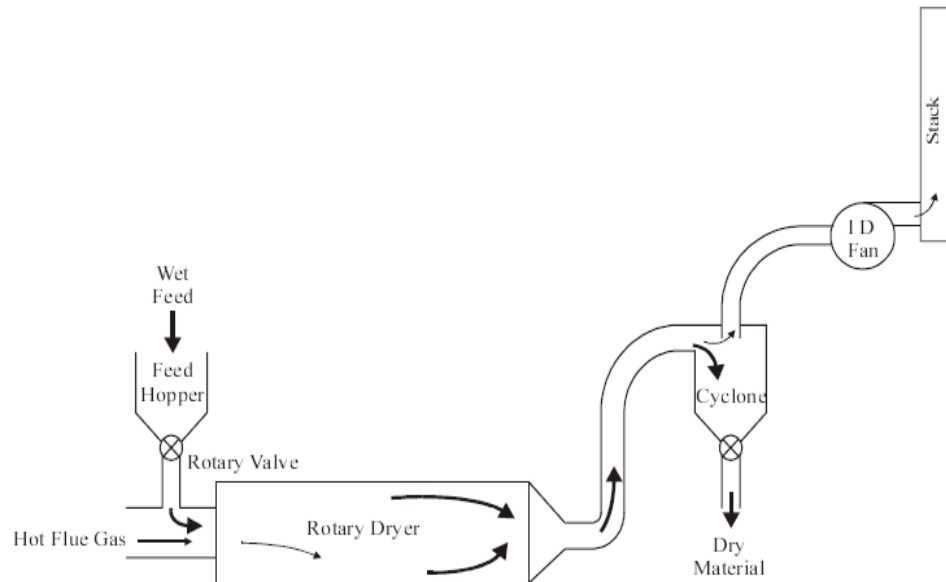 Stack
I D
Fan
Wet
Feed
Feed
Hopper
Cyclone
Rotary Valve
Rotary Dryer
Hot Flue Gas
Dry
Material